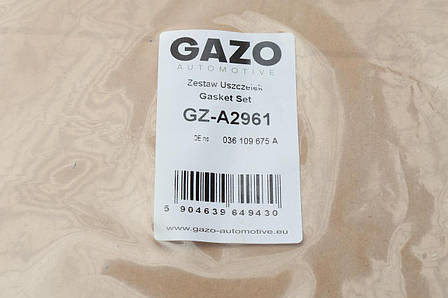 GAZO
AUTOMOTIVE
Zestaw Uszczelek
Gasket Set
GZ-A2961
OE no 036 109 675 A
5 904639 649430
www.gazo-automotive.eu